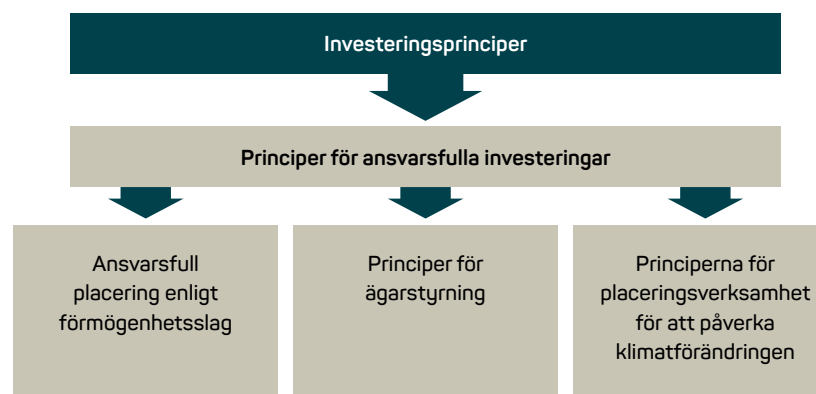 Investeringsprinciper
Principer för ansvarsfulla investeringar
Ansvarsfull
placering enligt
förmögenhetsslag
Principer för
ägarstyrning
Principerna för
placeringsverksamhet
för att påverka
klimatförändringen